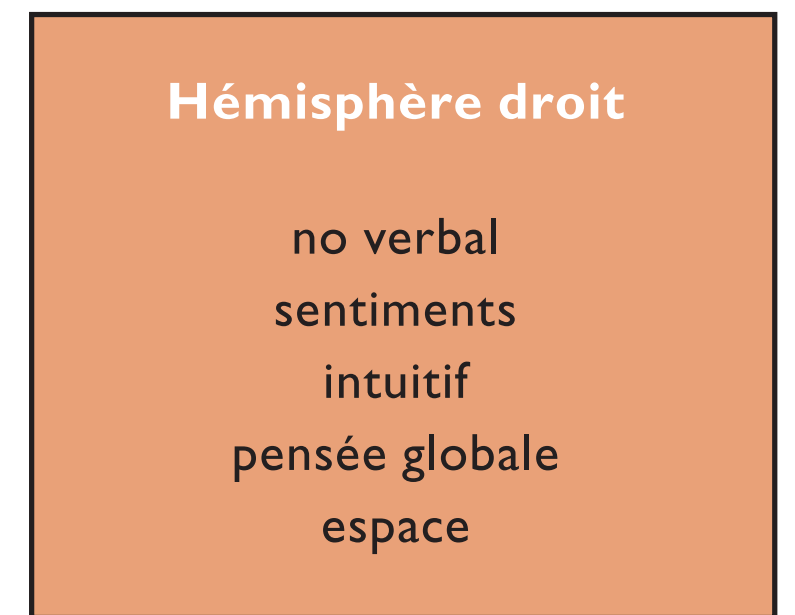 Hémisphère droit
no verbal
sentiments
intuitif
pensée globale
espace